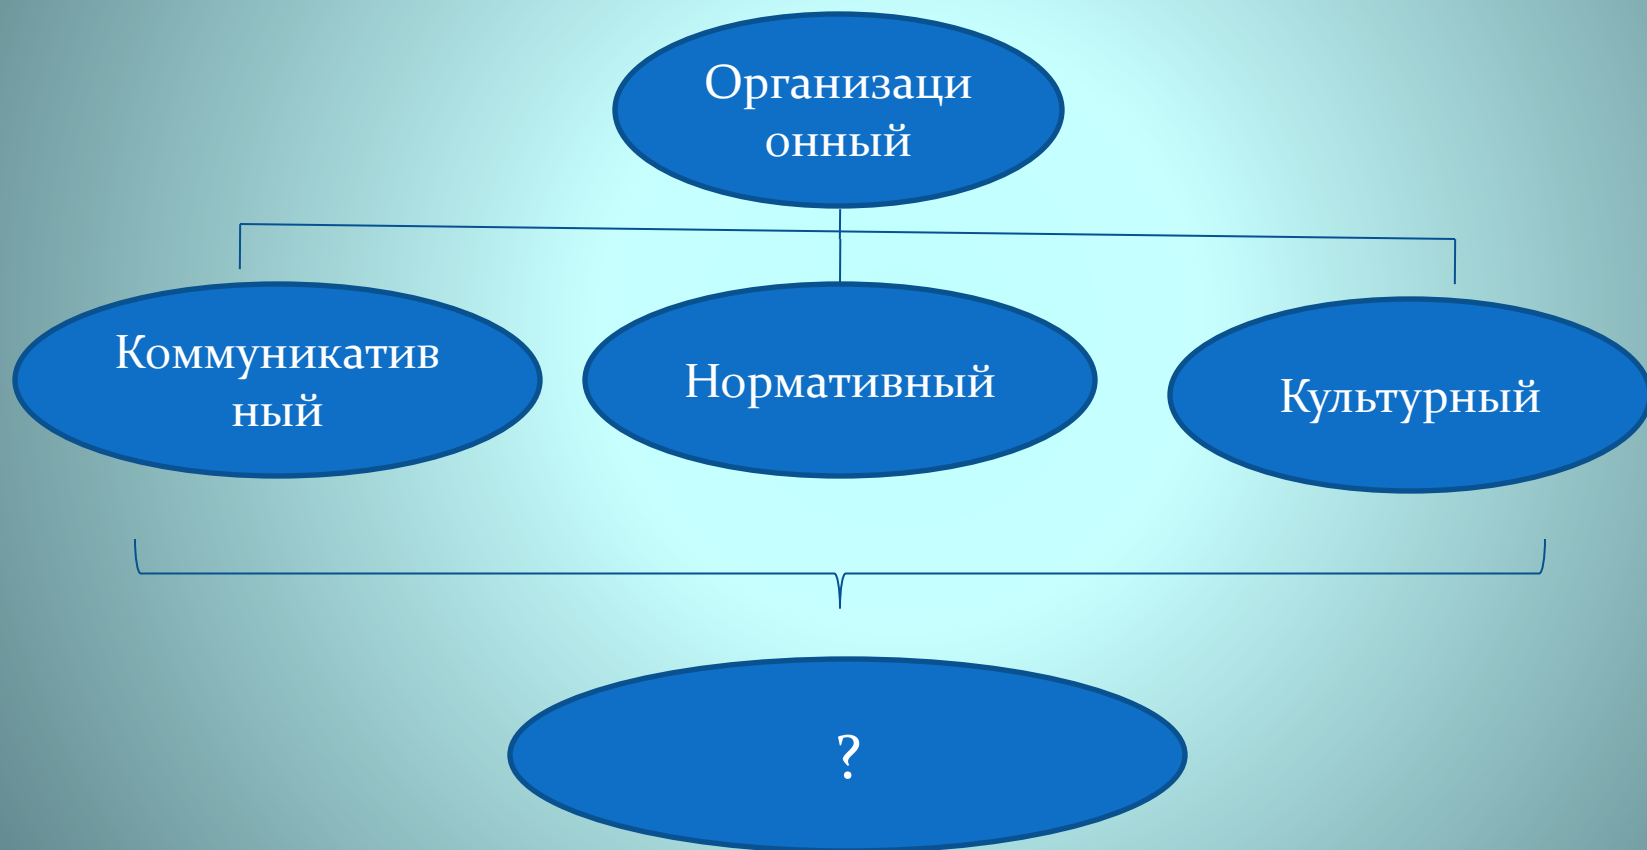 Организаци
онный
Коммуникатив
ный
Нормативный
Культурный
?